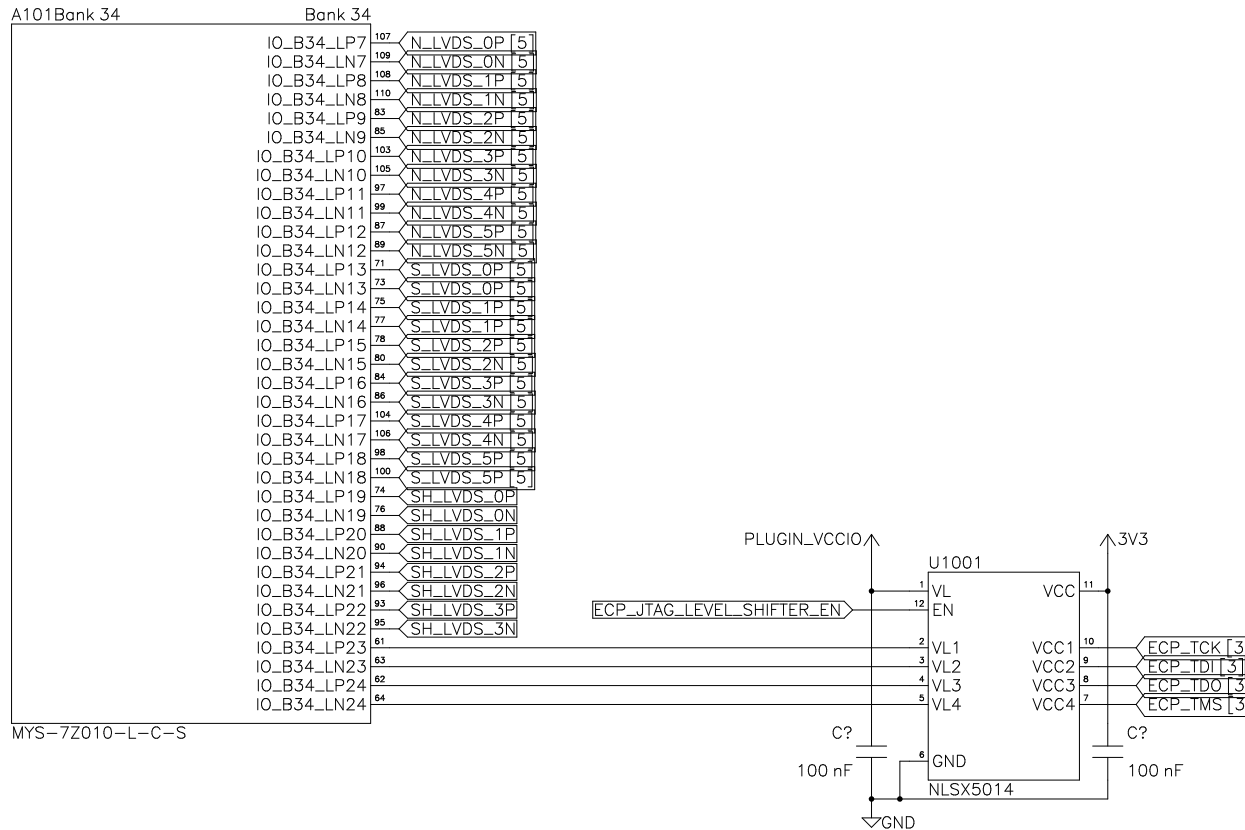 A101Bank 34 Bank 34
IO_B34_LP7 107 N_LVDS_0P [5]
IO_B34_LN7 109 N_LVDS_0N [5]
IO_B34_LP8 108 N_LVDS_1P [5]
IO_B34_LN8 110 N_LVDS_1N [5]
IO_B34_LP9 83 N_LVDS_2P [5]
IO_B34_LN9 85 N_LVDS_2N [5]
IO_B34_LP10 103 N_LVDS_3P [5]
IO_B34_LN10 105 N_LVDS_3N [5]
IO_B34_LP11 97 N_LVDS_4P [5]
IO_B34_LN11 99 N_LVDS_4N [5]
IO_B34_LP12 87 N_LVDS_5P [5]
IO_B34_LN12 89 N_LVDS_5N [5]
IO_B34_LP13 71 S_LVDS_0P [5]
IO_B34_LN13 73 S_LVDS_0P [5]
IO_B34_LP14 75 S_LVDS_1P [5]
IO_B34_LN14 77 S_LVDS_1P [5]
IO_B34_LP15 78 S_LVDS_2P [5]
IO_B34_LN15 80 S_LVDS_2N [5]
IO_B34_LP16 84 S_LVDS_3P [5]
IO_B34_LN16 86 S_LVDS_3N [5]
IO_B34_LP17 104 S_LVDS_4P [5]
IO_B34_LN17 106 S_LVDS_4N [5]
IO_B34_LP18 98 S_LVDS_5P [5]
IO_B34_LN18 100 S_LVDS_5P [5]
IO_B34_LP19 74 SH_LVDS_0P
IO_B34_LN19 76 SH_LVDS_0N
IO_B34_LP20 88 SH_LVDS_1P
IO_B34_LN20 90 SH_LVDS_1N
IO_B34_LP21 94 SH_LVDS_2P
IO_B34_LN21 96 SH_LVDS_2N
IO_B34_LP22 93 SH_LVDS_3P
IO_B34_LN22 95 SH_LVDS_3N
IO_B34_LP23 61
IO_B34_LN23 63
IO_B34_LP24 62
IO_B34_LN24 64
MYS-7Z010-L-C-S
PLUGIN_VCCIO 3V3
U1001
1 VL VCC 11
ECP_JTAG_LEVEL_SHIFTER_EN 12 EN
2 VL1 VCC1 10 ECP_TCK [3
3 VL2 VCC2 9 ECP_TDI [3]
4 VL3 VCC3 8 ECP_TDO [3
5 VL4 VCC4 7 ECP_TMS [3
C? C?
6 GND
100 nF 100 nF
NLSX5014
GND